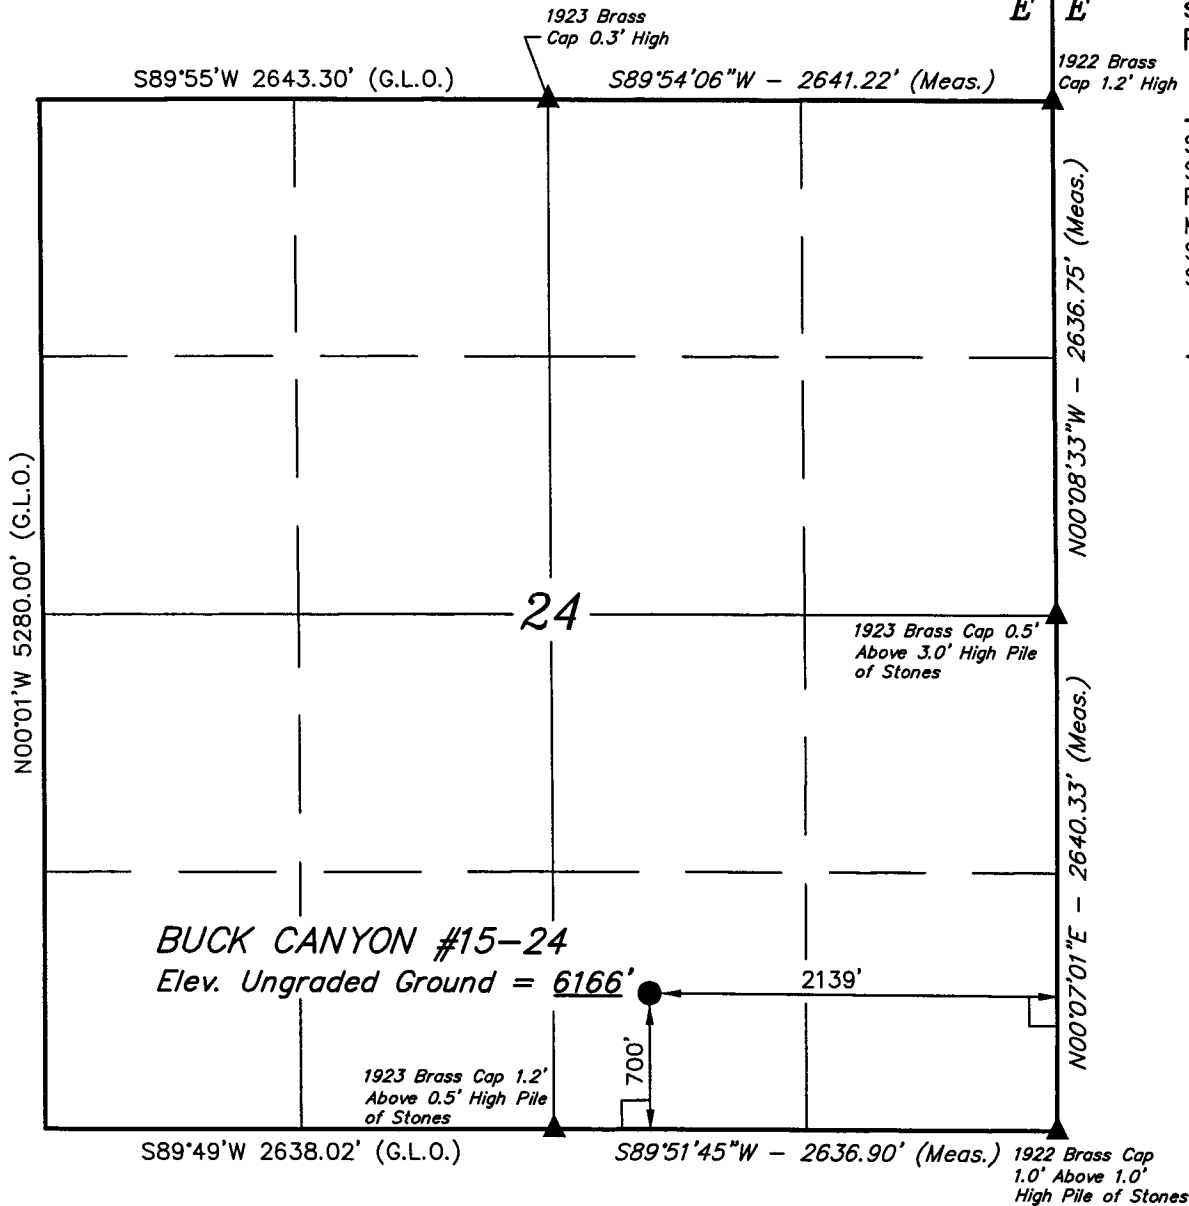 E E
1923 Brass
Cap 0.3' High
1922 Brass
Cap 1.2' High
S89°55'W 2643.30' (G.L.O.)
S89°54'06"W - 2641.22' (Meas.)
N00°08'33"W - 2636.75' (Meas.)
N00°01'W 5280.00' (G.L.O.)
24
1923 Brass Cap 0.5'
Above 3.0' High Pile
of Stones
N00°07'01"E - 2640.33' (Meas.)
BUCK CANYON #15-24
Elev. Ungraded Ground = 6166'
2139'
700'
1923 Brass Cap 1.2'
Above 0.5' High Pile
of Stones
S89°49'W 2638.02' (G.L.O.)
S89°51'45"W - 2636.90' (Meas.)
1922 Brass Cap
1.0' Above 1.0'
High Pile of Stones